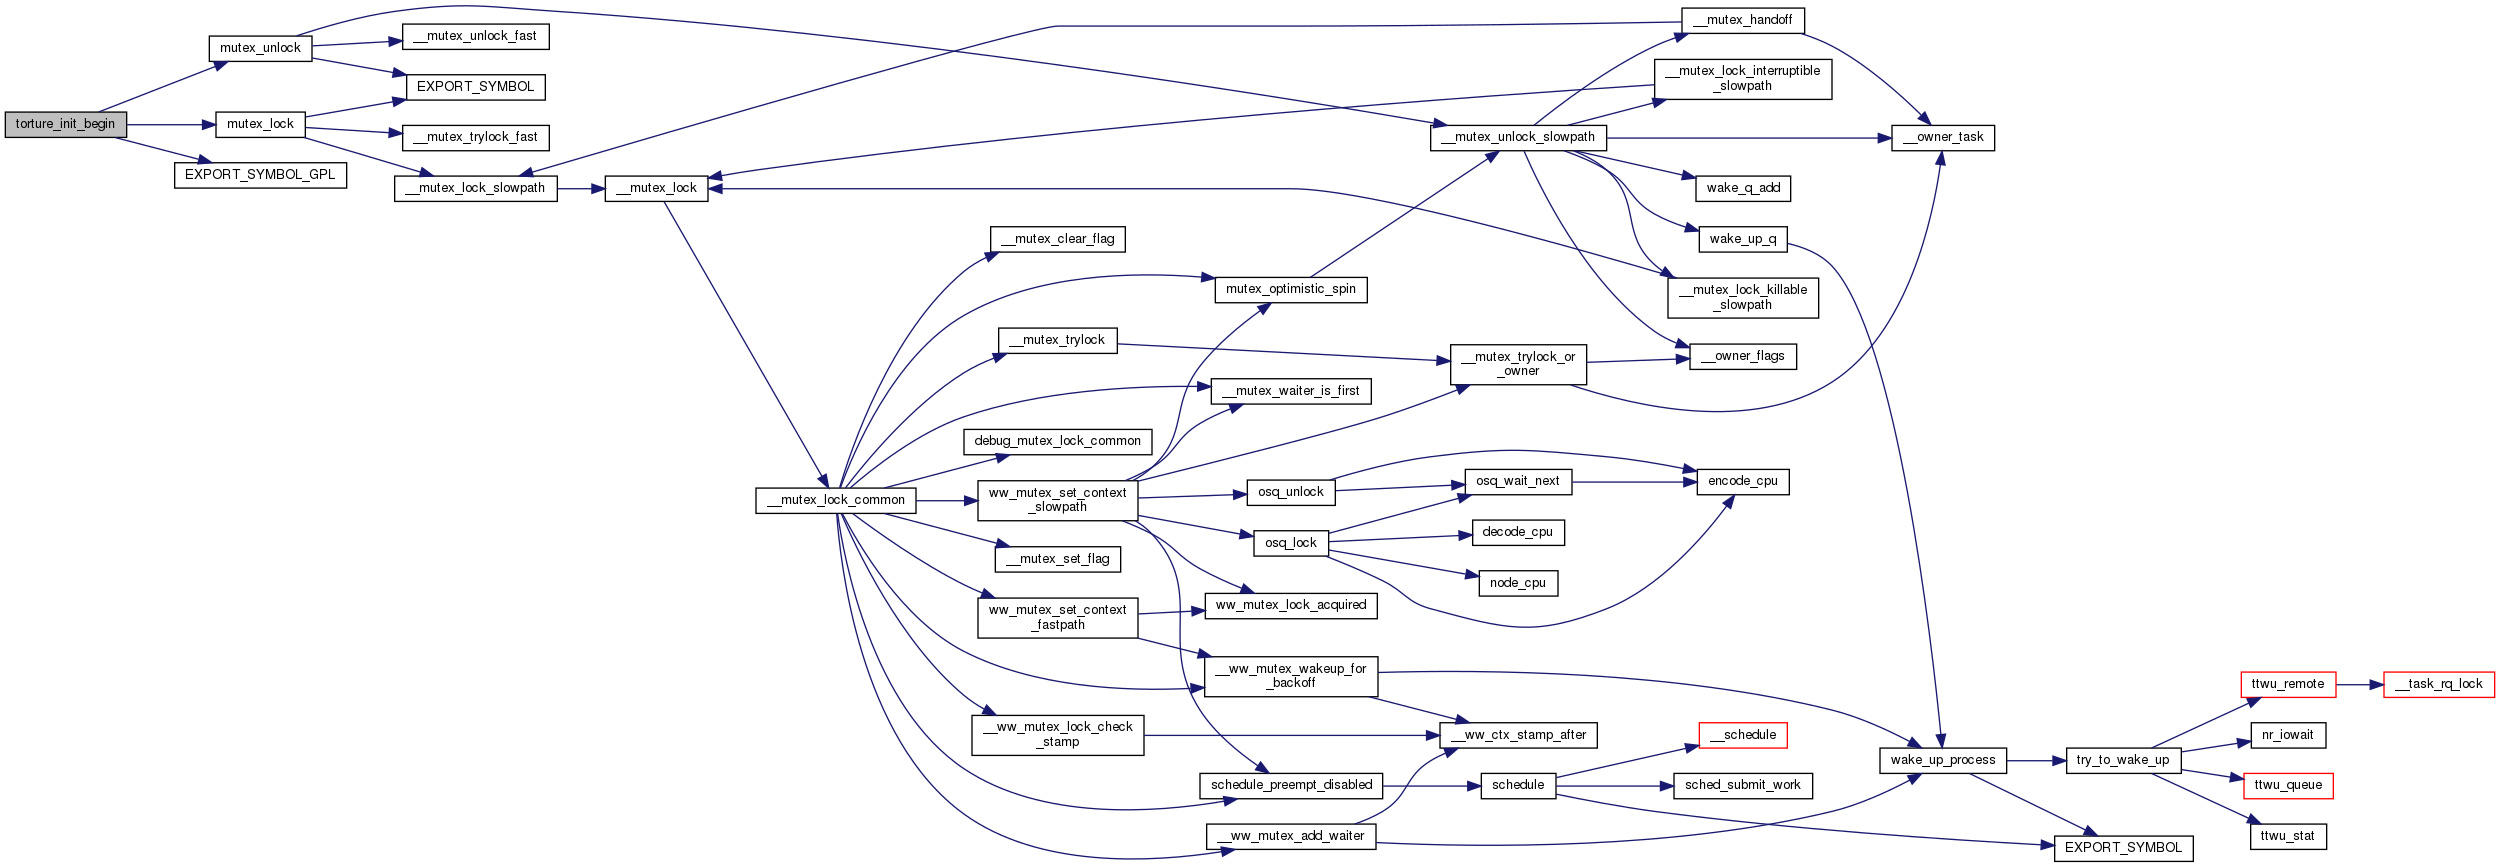 torture_init_begin
mutex_unlock
mutex_lock
EXPORT_SYMBOL_GPL
__mutex_unlock_fast
EXPORT_SYMBOL
__mutex_trylock_fast
__mutex_lock_slowpath
__mutex_lock
__mutex_lock_common
__mutex_clear_flag
mutex_optimistic_spin
__mutex_trylock
__mutex_waiter_is_first
debug_mutex_lock_common
ww_mutex_set_context
_slowpath
__mutex_set_flag
ww_mutex_set_context
_fastpath
__ww_mutex_lock_check
_stamp
osq_unlock
osq_lock
ww_mutex_lock_acquired
__ww_mutex_wakeup_for
_backoff
schedule_preempt_disabled
__ww_mutex_add_waiter
__mutex_unlock_slowpath
__mutex_trylock_or
_owner
osq_wait_next
decode_cpu
node_cpu
__ww_ctx_stamp_after
schedule
__mutex_handoff
__mutex_lock_interruptible
_slowpath
__owner_task
wake_q_add
wake_up_q
__mutex_lock_killable
_slowpath
__owner_flags
encode_cpu
__schedule
sched_submit_work
wake_up_process
try_to_wake_up
EXPORT_SYMBOL
ttwu_remote
__task_rq_lock
nr_iowait
ttwu_queue
ttwu_stat